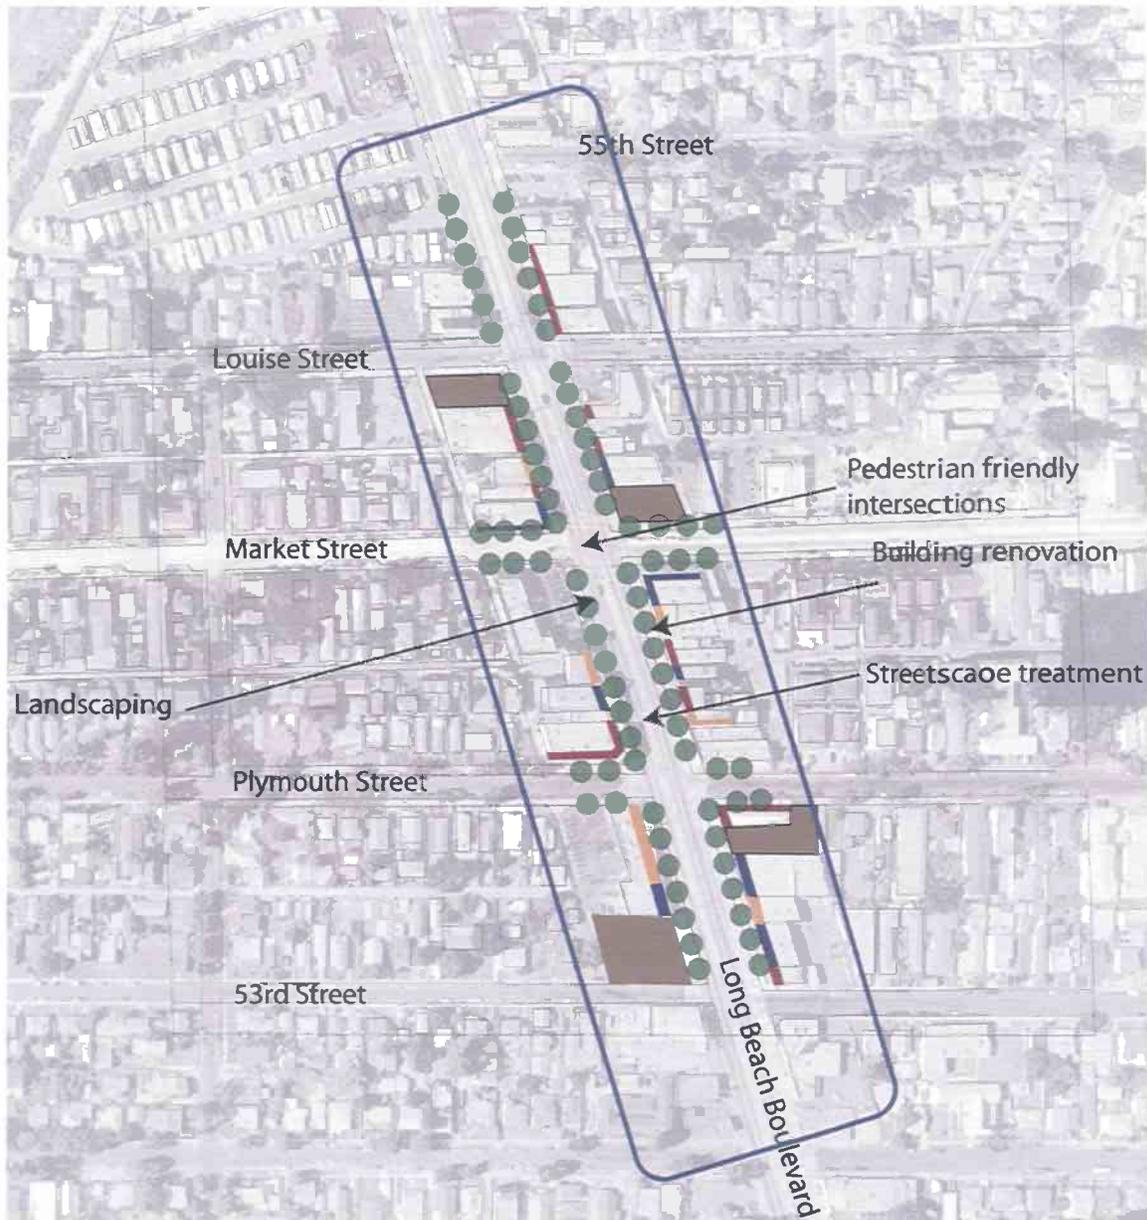 55th Street
Louise Street
Pedestrian friendly
intersections
Market Street
Building renovation
Streetscaoe treatment
Landscaping
Plymouth Street
53rd Street
Long Beach Boulevard